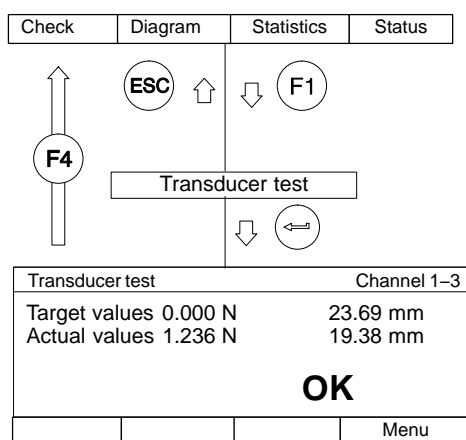 Check Diagram Statistics Status
ESC F1
F4
Transducer test
Transducer test Channel 1–3
Target values 0.000 N 23.69 mm
Actual values 1.236 N 19.38 mm
OK
Menu